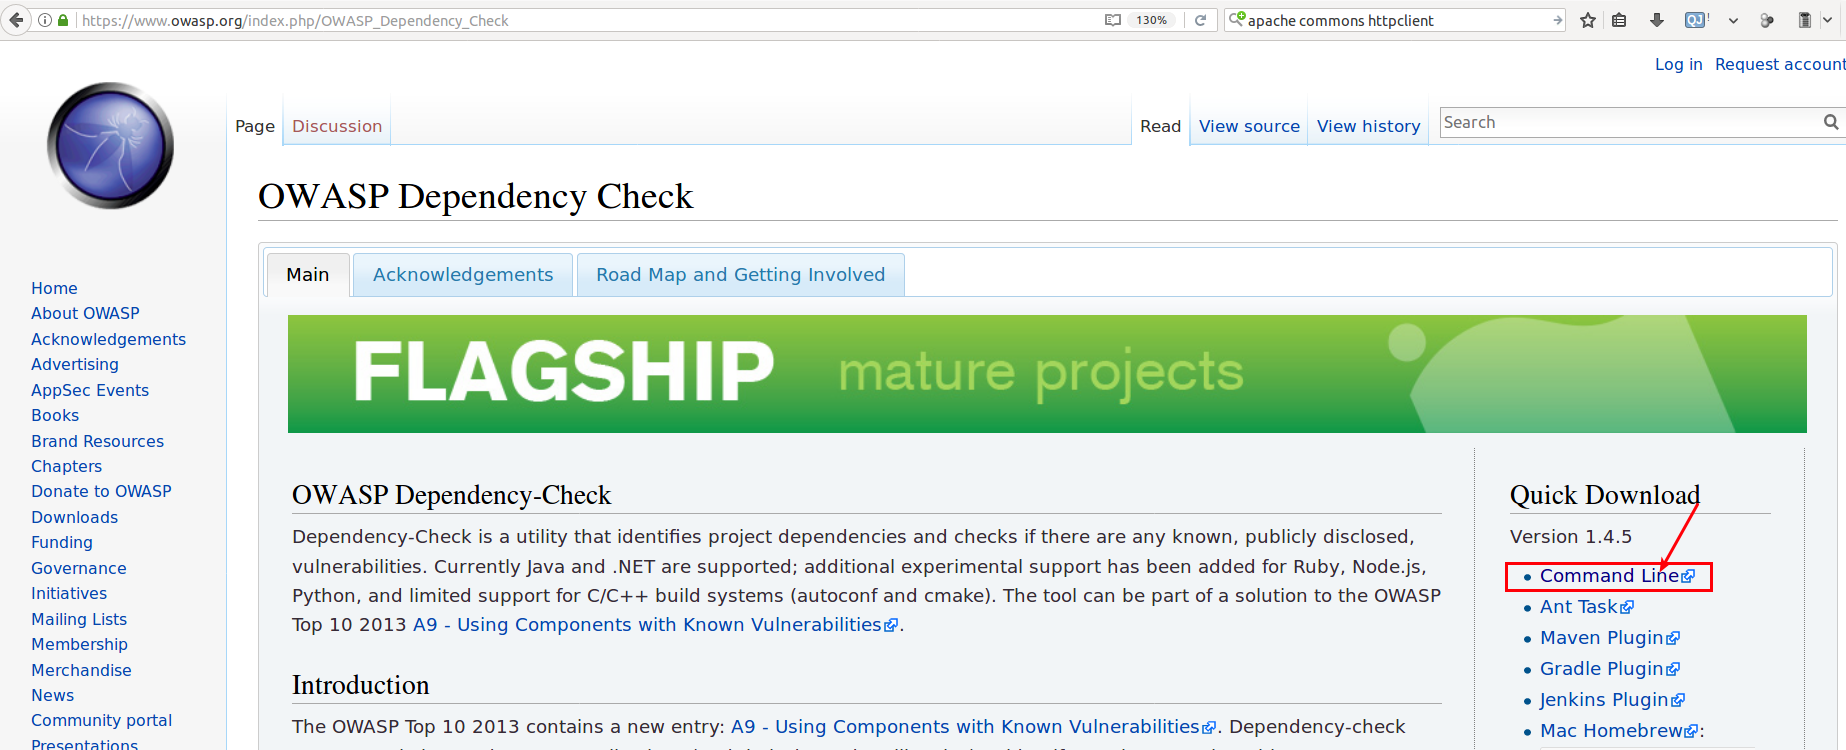 https://www.owasp.org/index.php/OWASP_Dependency_Check
130%
apache commons httpclient
QJ !
Log in Request account
Page Discussion
Read View source View history
Search
OWASP Dependency Check
Main Acknowledgements Road Map and Getting Involved
FLAGSHIP mature projects
Home
About OWASP
Acknowledgements
Advertising
AppSec Events
Books
Brand Resources
Chapters
Donate to OWASP
Downloads
Funding
Governance
Initiatives
Mailing Lists
Membership
Merchandise
News
Community portal
Presentations
OWASP Dependency-Check
Dependency-Check is a utility that identifies project dependencies and checks if there are any known, publicly disclosed,
vulnerabilities. Currently Java and .NET are supported; additional experimental support has been added for Ruby, Node.js,
Python, and limited support for C/C++ build systems (autoconf and cmake). The tool can be part of a solution to the OWASP
Top 10 2013 A9 - Using Components with Known Vulnerabilities.
Introduction
The OWASP Top 10 2013 contains a new entry: A9 - Using Components with Known Vulnerabilities. Dependency-check
Quick Download
Version 1.4.5
Command Line
Ant Task
Maven Plugin
Gradle Plugin
Jenkins Plugin
Mac Homebrew: